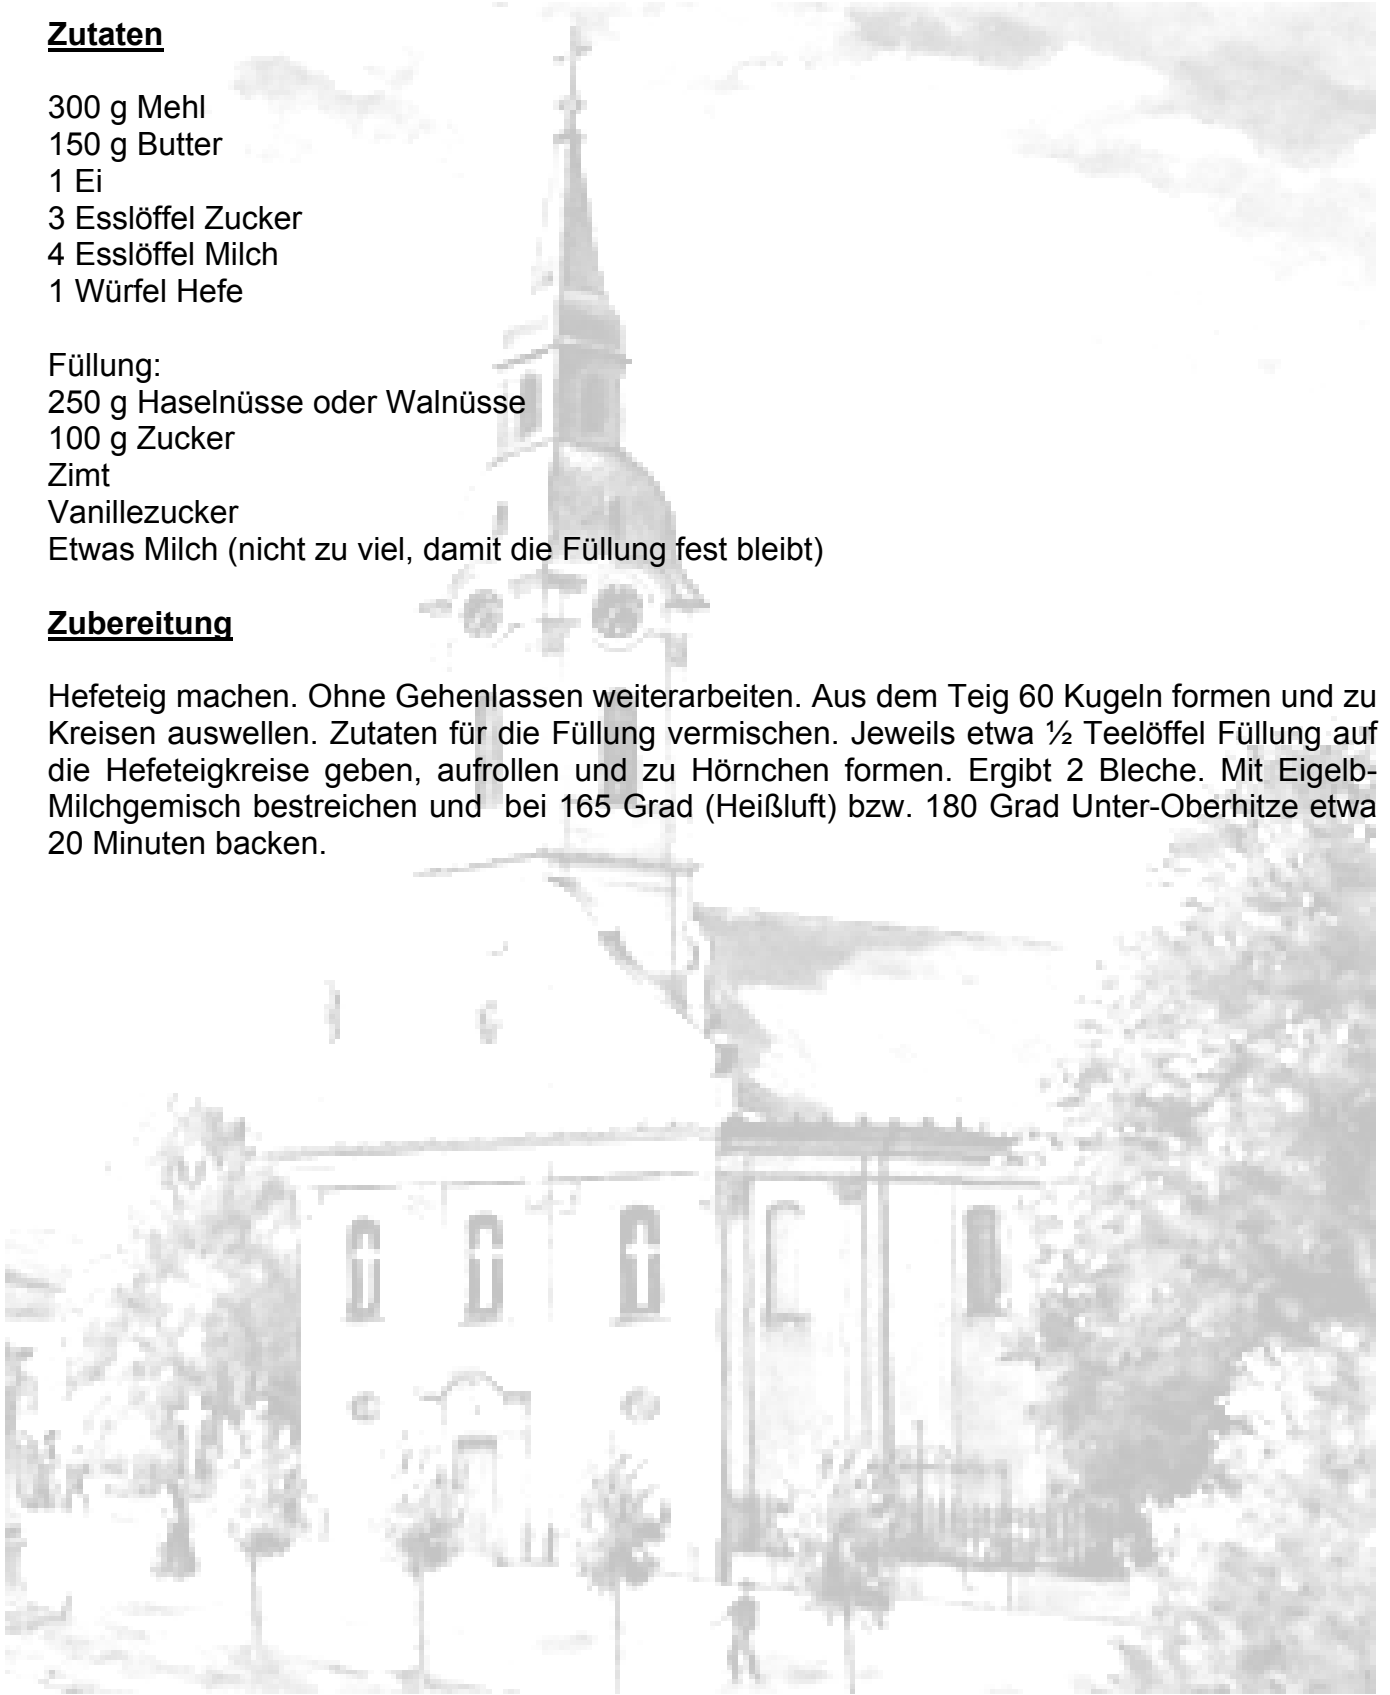 Zutaten
300 g Mehl
150 g Butter
1 Ei
3 Esslöffel Zucker
4 Esslöffel Milch
1 Würfel Hefe
Füllung:
250 g Haselnüsse oder Walnüsse
100 g Zucker
Zimt
Vanillezucker
Etwas Milch (nicht zu viel, damit die Füllung fest bleibt)
Zubereitung
Hefeteig machen. Ohne Gehenlassen weiterarbeiten. Aus dem Teig 60 Kugeln formen und zu
Kreisen auswellen. Zutaten für die Füllung vermischen. Jeweils etwa ½ Teelöffel Füllung auf
die Hefeteigkreise geben, aufrollen und zu Hörnchen formen. Ergibt 2 Bleche. Mit Eigelb-
Milchgemisch bestreichen und  bei 165 Grad (Heißluft) bzw. 180 Grad Unter-Oberhitze etwa
20 Minuten backen.